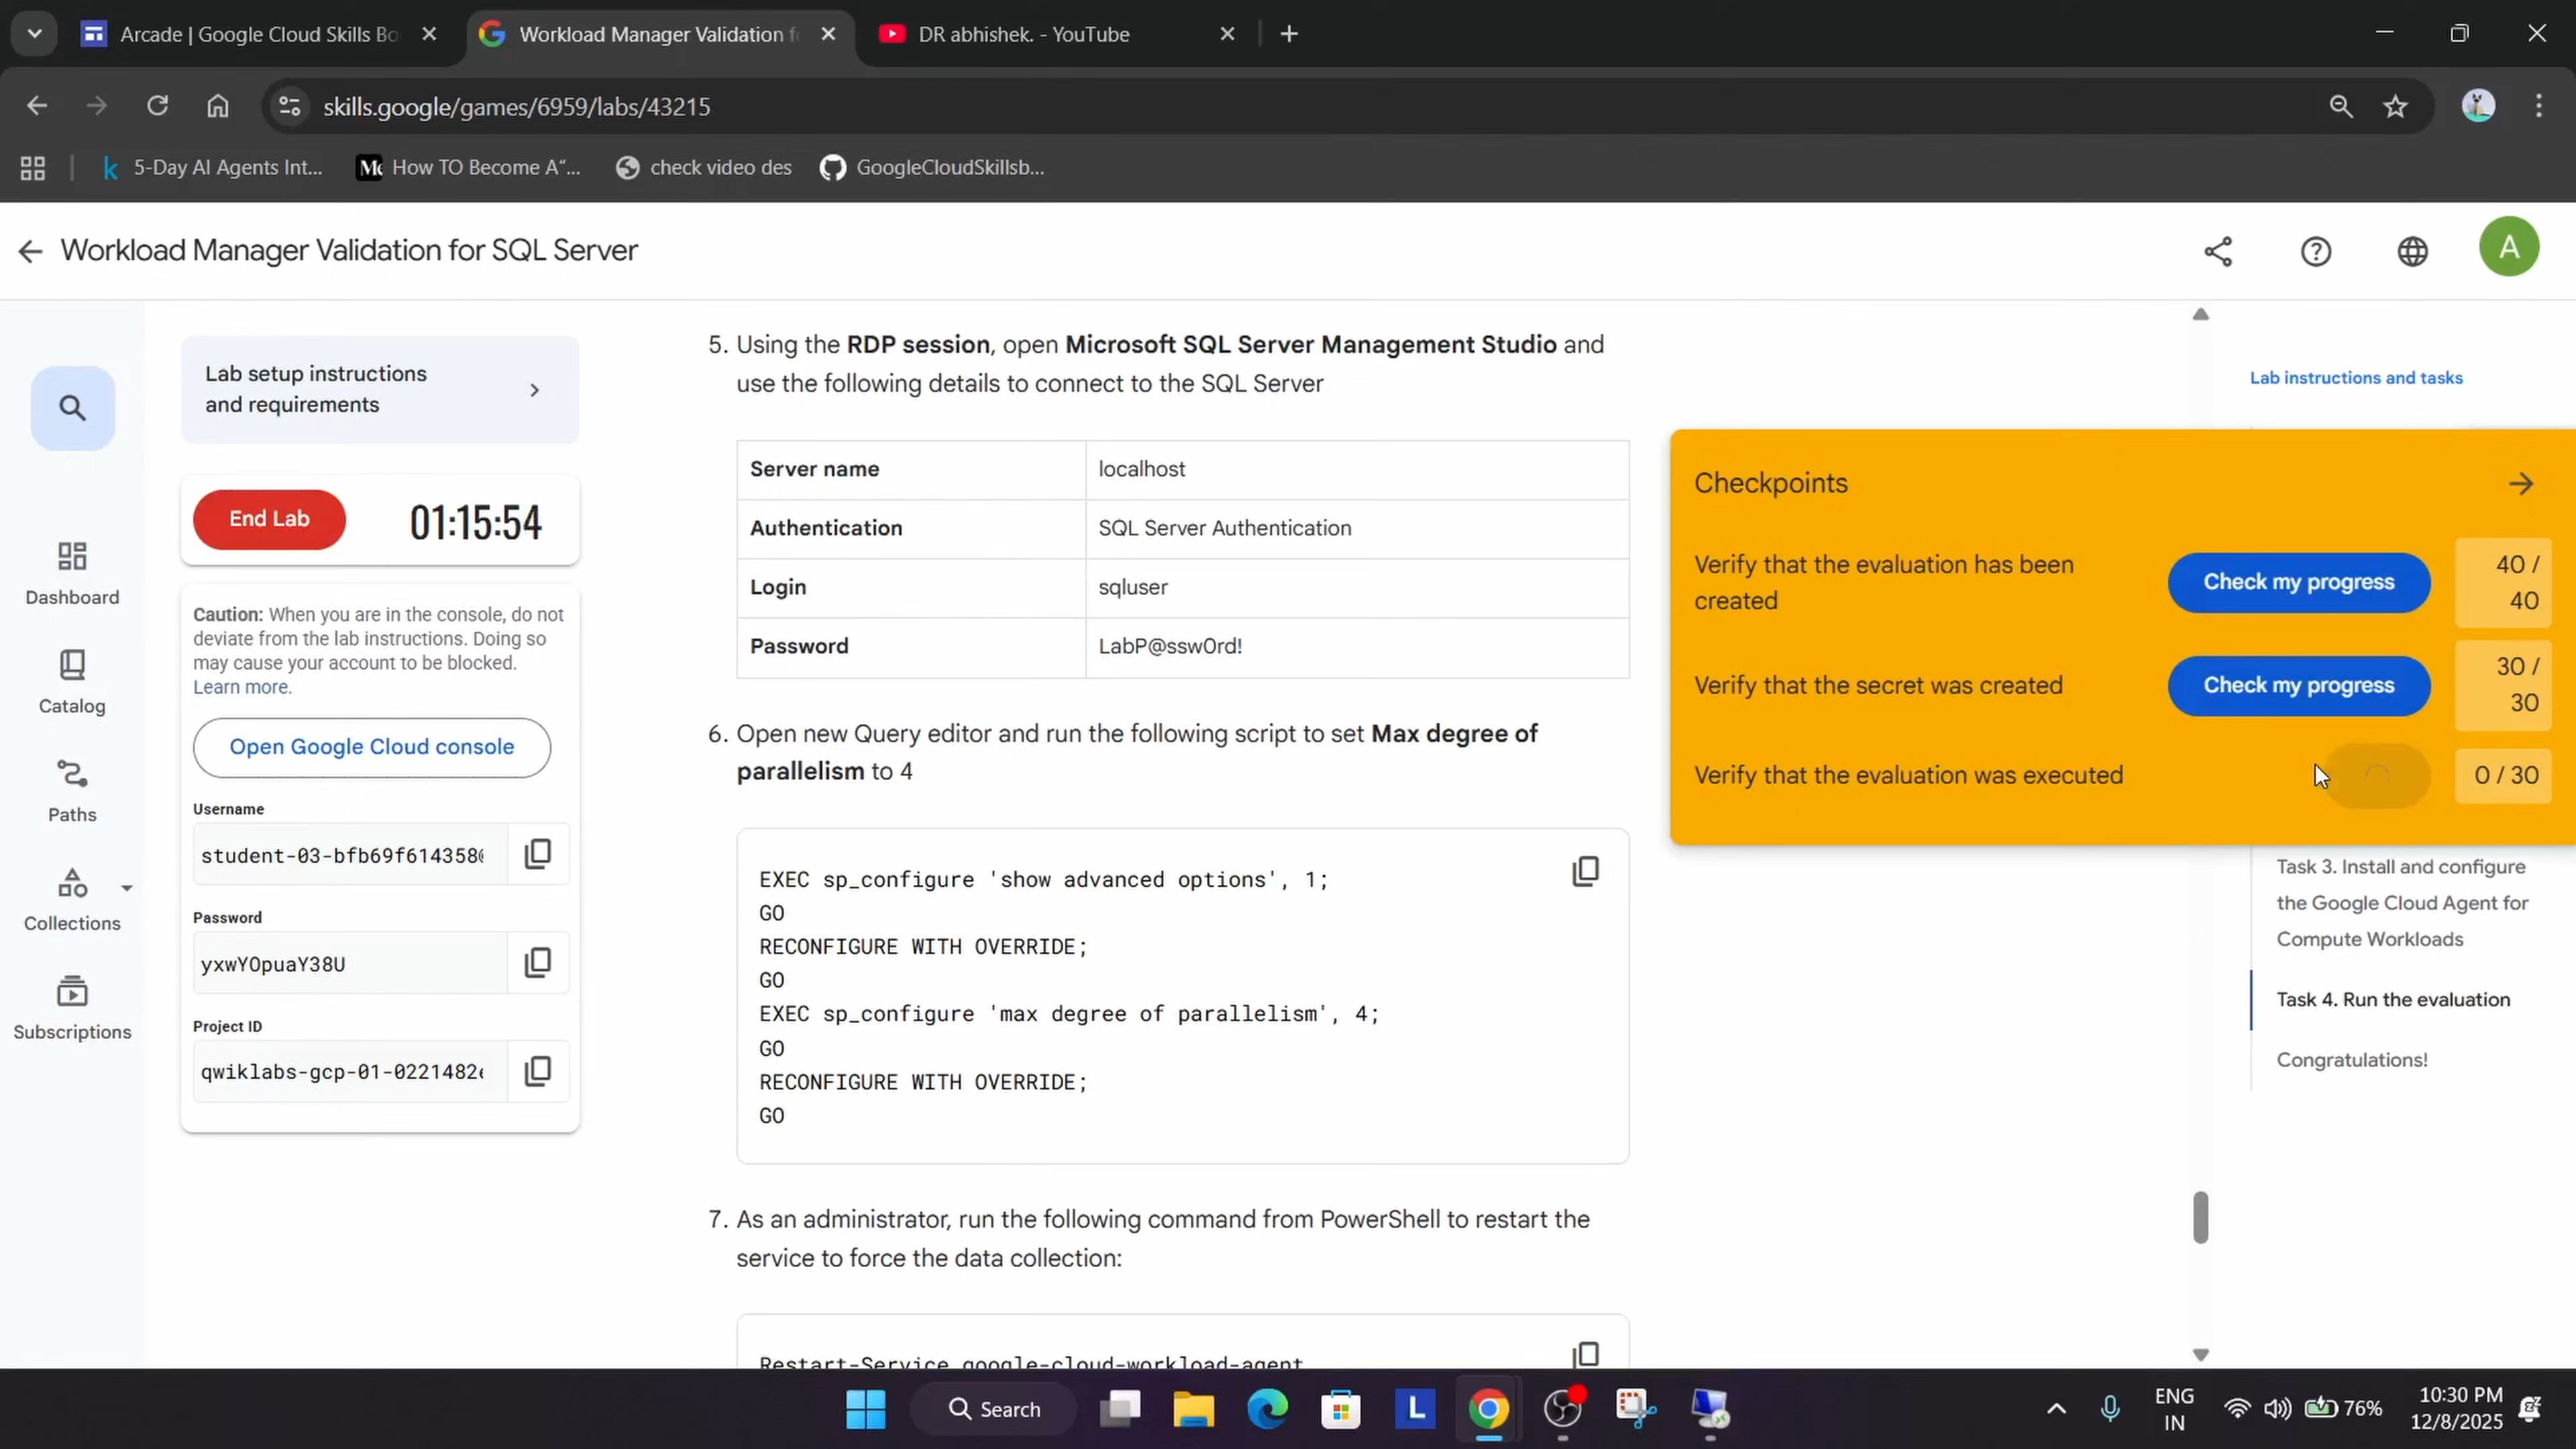 Arcade | Google Cloud Skills Bo
Workload Manager Validation f
DR abhishek. - YouTube
skills.google/games/6959/labs/43215
5-Day AI Agents Int...
How TO Become A“...
check video des
GoogleCloudSkillsb...
Workload Manager Validation for SQL Server
A
Lab setup instructions
and requirements
End Lab
01:15:54
Caution: When you are in the console, do not
deviate from the lab instructions. Doing so
may cause your account to be blocked.
Learn more.
Open Google Cloud console
Username
student-03-bfb69f614358@
Password
yxwYOpuaY38U
Project ID
qwiklabs-gcp-01-0221482e
Dashboard
Catalog
Paths
Collections
Subscriptions
5. Using the RDP session, open Microsoft SQL Server Management Studio and
use the following details to connect to the SQL Server
Server name localhost
Authentication SQL Server Authentication
Login sqluser
Password LabP@ssw0rd!
6. Open new Query editor and run the following script to set Max degree of
parallelism to 4
EXEC sp_configure 'show advanced options', 1;
GO
RECONFIGURE WITH OVERRIDE;
GO
EXEC sp_configure 'max degree of parallelism', 4;
GO
RECONFIGURE WITH OVERRIDE;
GO
7. As an administrator, run the following command from PowerShell to restart the
service to force the data collection:
Restart-Service google-cloud-workload-agent
Lab instructions and tasks
Checkpoints
Verify that the evaluation has been
created
Check my progress
40 /
40
Verify that the secret was created
Check my progress
30 /
30
Verify that the evaluation was executed
0 / 30
Task 3. Install and configure
the Google Cloud Agent for
Compute Workloads
Task 4. Run the evaluation
Congratulations!
Search
L
ENG
IN
76%
10:30 PM
12/8/2025